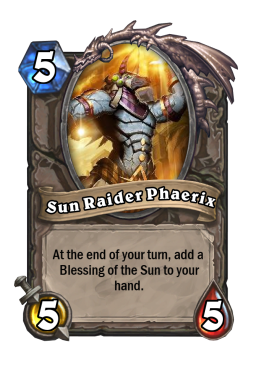 5
Sun Raider Phaerix
At the end of your turn, add a
Blessing of the Sun to your
hand.
5
5